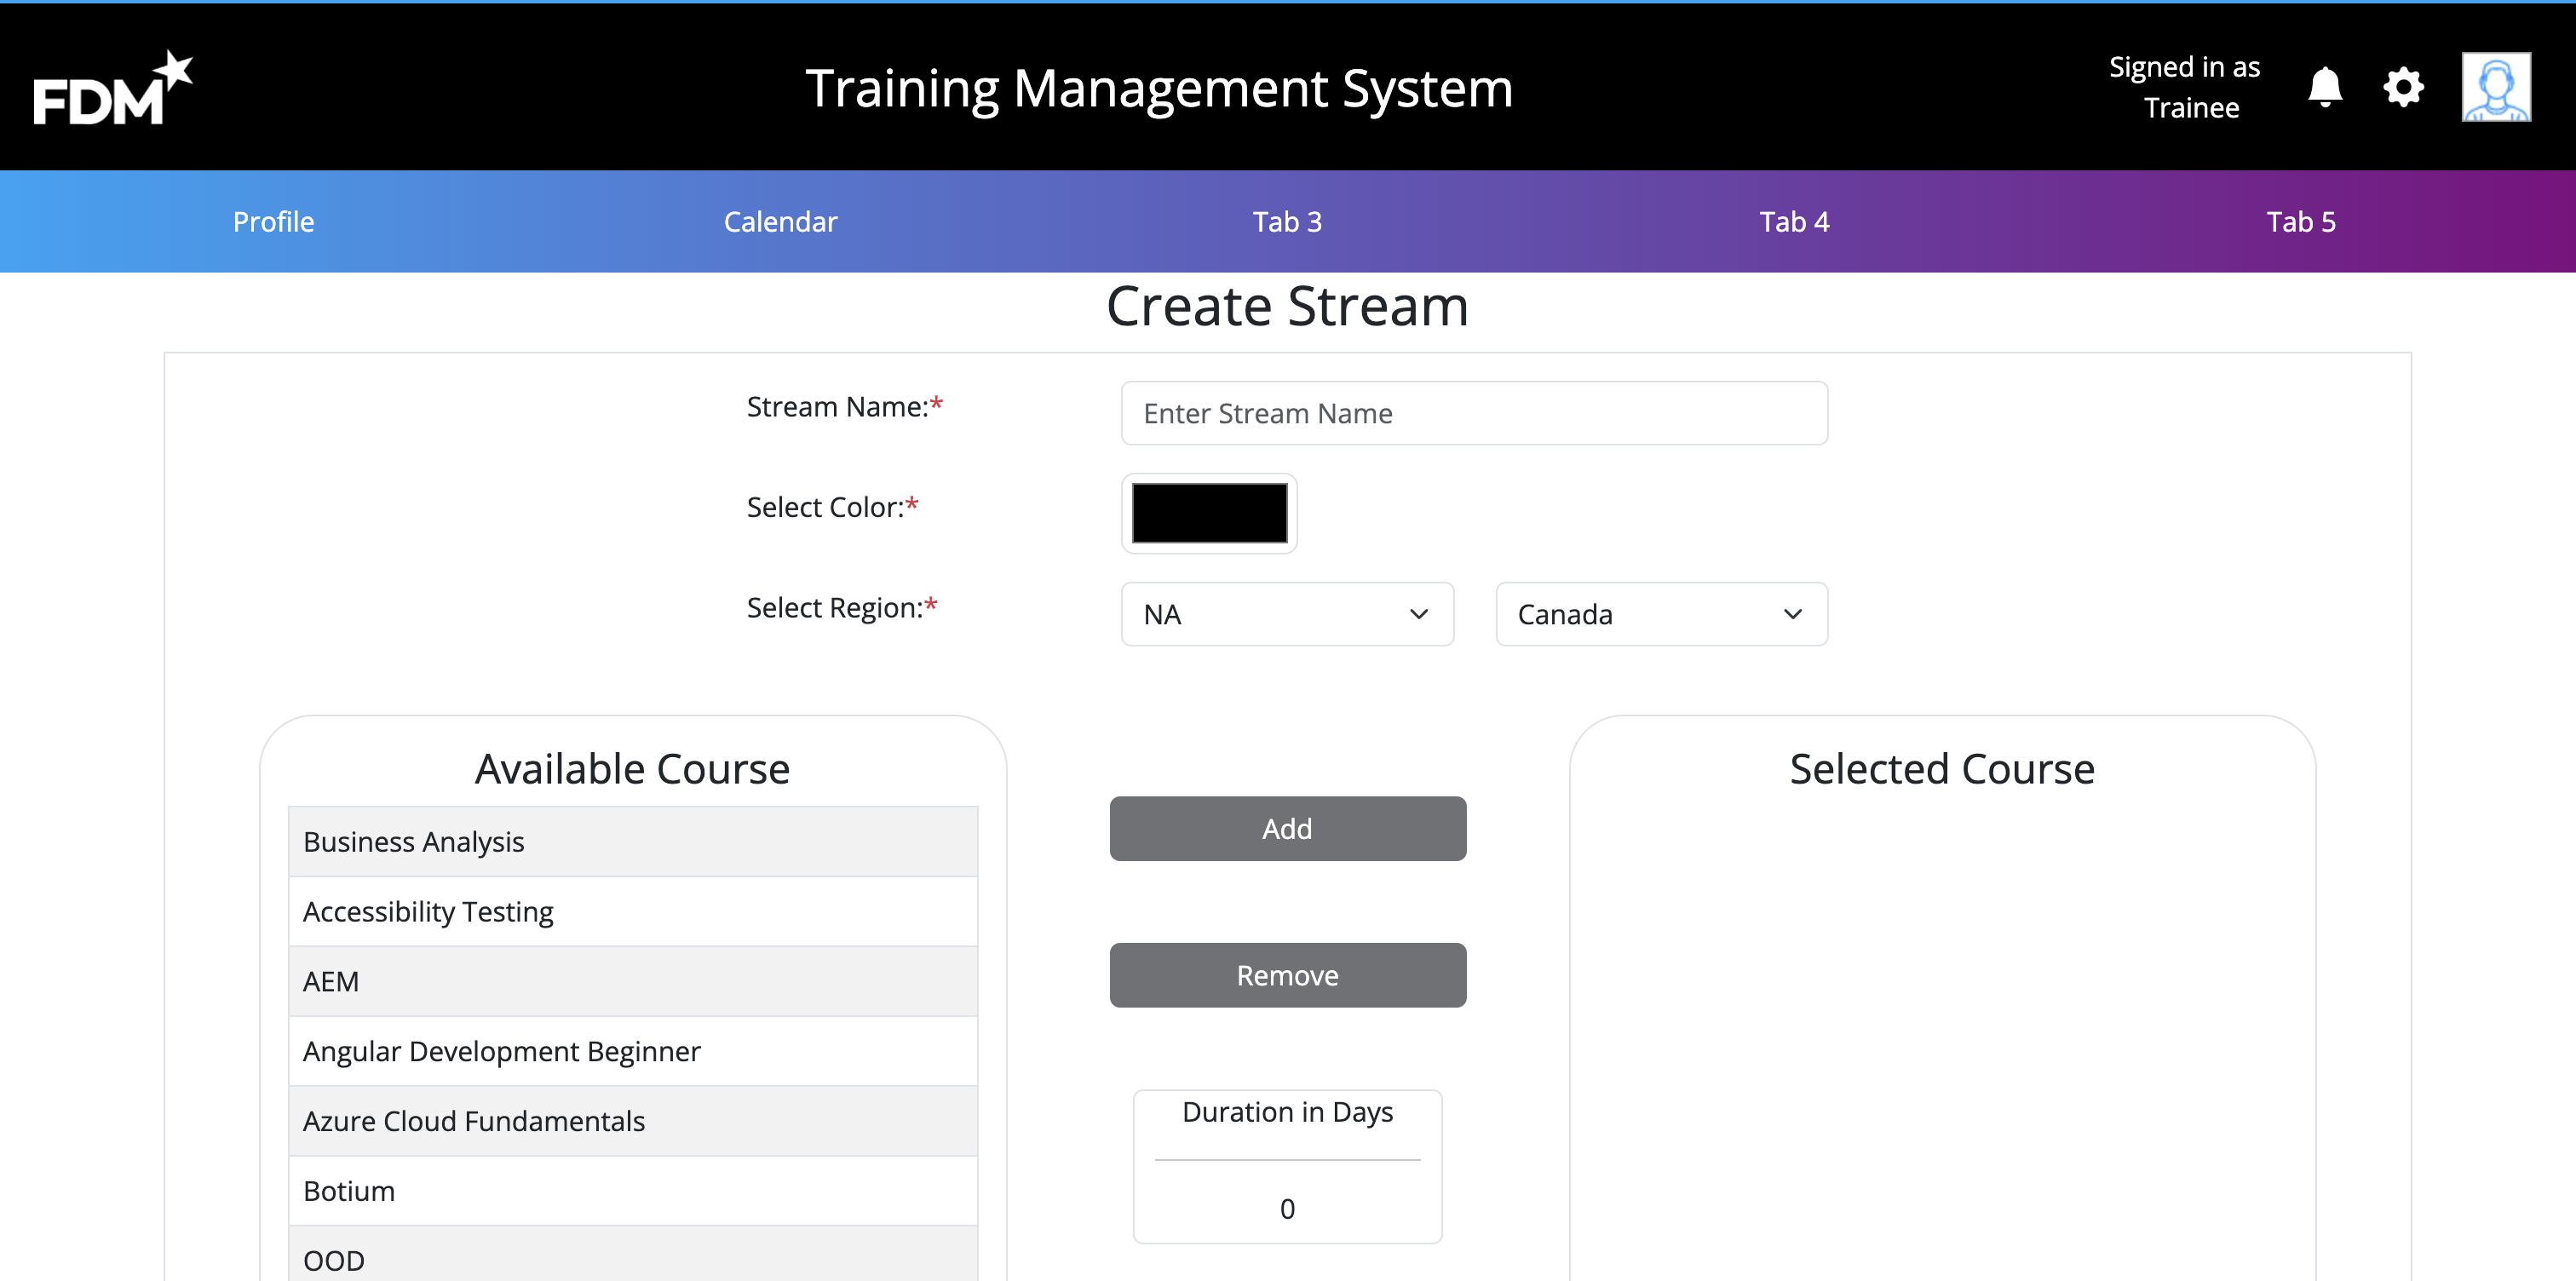 FDM
Training Management System
Signed in as
Trainee
Profile
Calendar
Tab 3
Tab 4
Tab 5
Create Stream
Stream Name:*
Enter Stream Name
Select Color:*
Select Region:*
NA
Canada
Available Course
Business Analysis
Accessibility Testing
AEM
Angular Development Beginner
Azure Cloud Fundamentals
Botium
OOD
Add
Remove
Duration in Days
0
Selected Course